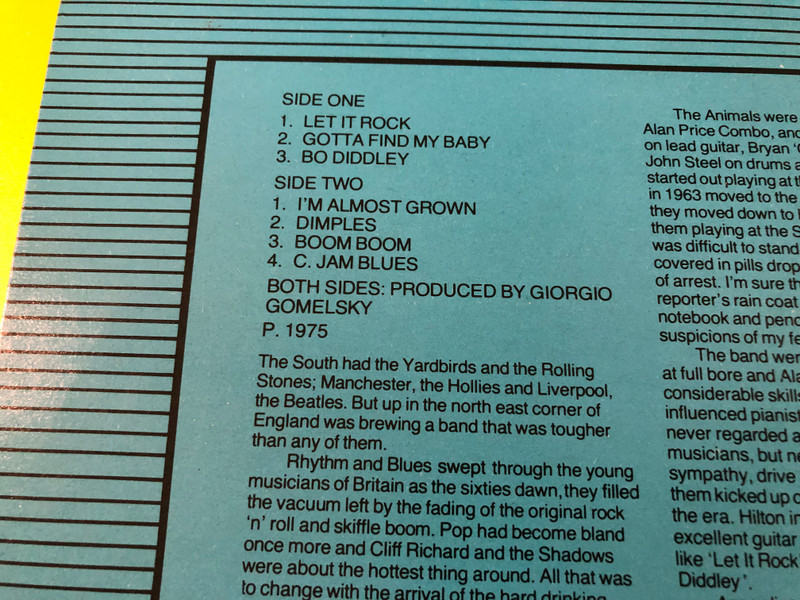 SIDE ONE
1. LET IT ROCK
2. GOTTA FIND MY BABY
3. BO DIDDLEY
SIDE TWO
1. I'M ALMOST GROWN
2. DIMPLES
3. BOOM BOOM
4. C. JAM BLUES
BOTH SIDES: PRODUCED BY GIORGIO
GOMELSKY
P. 1975
The South had the Yardbirds and the Rolling
Stones; Manchester, the Hollies and Liverpool,
the Beatles. But up in the north east corner of
England was brewing a band that was tougher
than any of them.
Rhythm and Blues swept through the young
musicians of Britain as the sixties dawn, they filled
the vacuum left by the fading of the original rock
'n' roll and skiffle boom. Pop had become bland
once more and Cliff Richard and the Shadows
were about the hottest thing around. All that was
to change with the arrival of the hard drinking
The Animals were
Alan Price Combo, and
on lead guitar, Bryan
John Steel on drums
started out playing at
in 1963 moved to the
they moved down to
them playing at the
was difficult to stand
covered in pills
of arrest. I'm sure
reporter's rain coat
notebook and
suspicions of my
The band were
at full bore and
considerable skills
influenced pianist
never regarded
musicians, but
sympathy, drive
them kicked up
the era. Hilton
excellent guitar
like 'Let It Rock'
Diddley'.